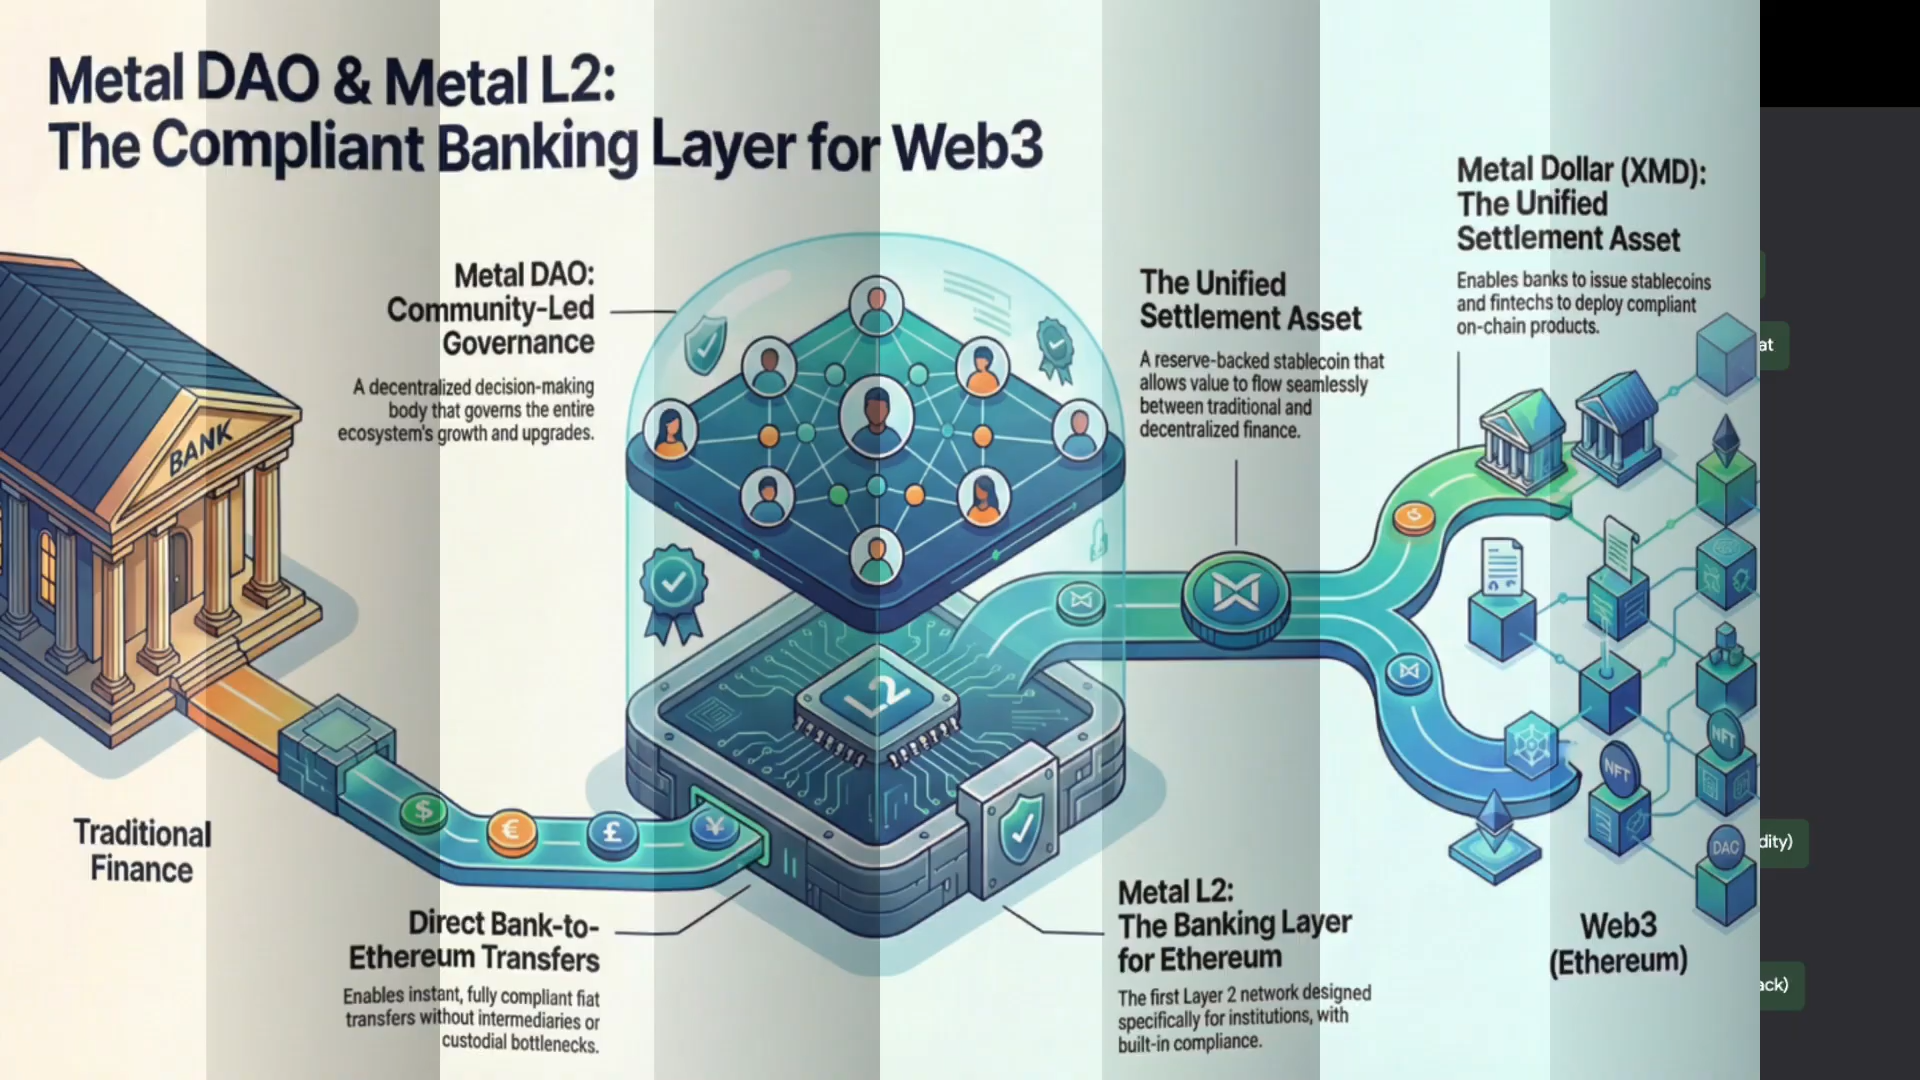 Metal DAO & Metal L2:
The Compliant Banking Layer for Web3
Metal DAO:
Community-Led
Governance
A decentralized decision-making
body that governs the entire
ecosystem's growth and upgrades.
The Unified
Settlement Asset
A reserve-backed stablecoin that
allows value to flow seamlessly
between traditional and
decentralized finance.
Metal Dollar (XMD):
The Unified
Settlement Asset
Enables banks to issue stablecoins
and fintechs to deploy compliant
on-chain products.
at
BANK
L2
$
€
£
¥
NFT
NFT
DAC
dity)
Traditional
Finance
Direct Bank-to-
Ethereum Transfers
Enables instant, fully compliant fiat
transfers without intermediaries or
custodial bottlenecks.
Metal L2:
The Banking Layer
for Ethereum
The first Layer 2 network designed
specifically for institutions, with
built-in compliance.
Web3
(Ethereum)
ack)